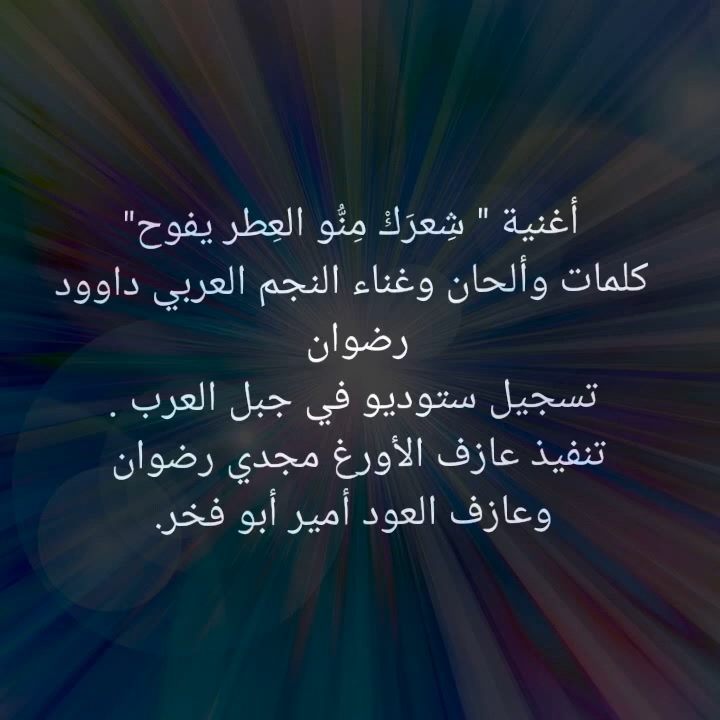 أغنية " شِعرَكْ مِنُّو العِطر يفوح"
كلمات وألحان وغناء النجم العربي داوود
رضوان
تسجيل ستوديو في جبل العرب .
تنفيذ عازف الأورغ مجدي رضوان
وعازف العود أمير أبو فخر.